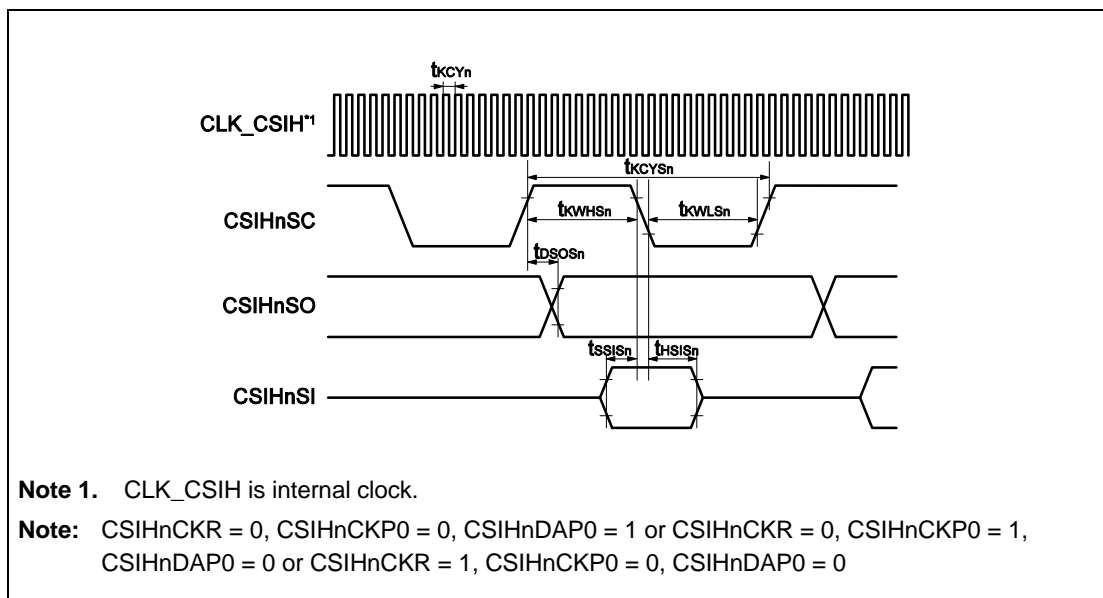 tKCYn
CLK_CSIH*1
tKCYSn
CSIHnSC
tKWHSn
tKWLSn
tDSOSn
CSIHnSO
tSSISn
tHSISn
CSIHnSI
Note 1. CLK_CSIH is internal clock.
Note: CSIHnCKR = 0, CSIHnCKP0 = 0, CSIHnDAP0 = 1 or CSIHnCKR = 0, CSIHnCKP0 = 1,
CSIHnDAP0 = 0 or CSIHnCKR = 1, CSIHnCKP0 = 0, CSIHnDAP0 = 0